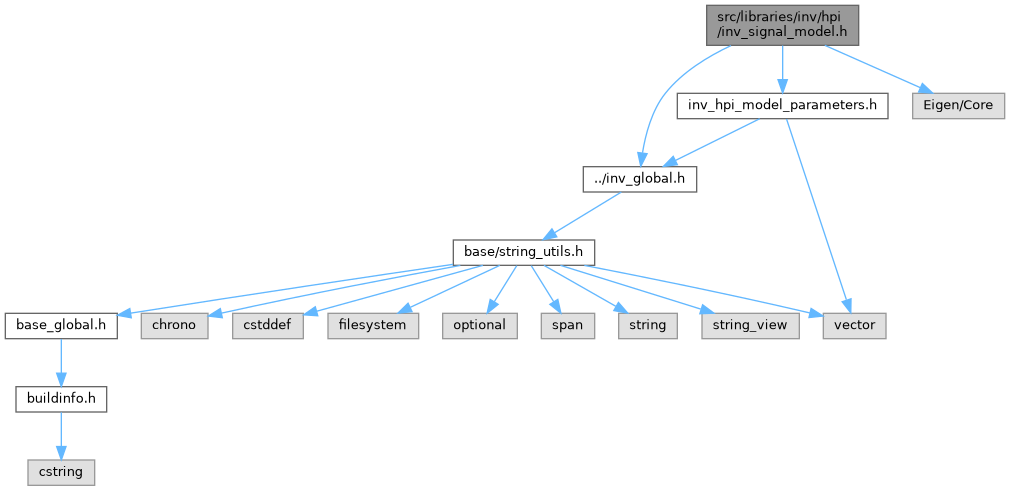 src/libraries/inv/hpi
/inv_signal_model.h
inv_hpi_model_parameters.h
Eigen/Core
../inv_global.h
base/string_utils.h
base_global.h
chrono
cstddef
filesystem
optional
span
string
string_view
vector
buildinfo.h
cstring